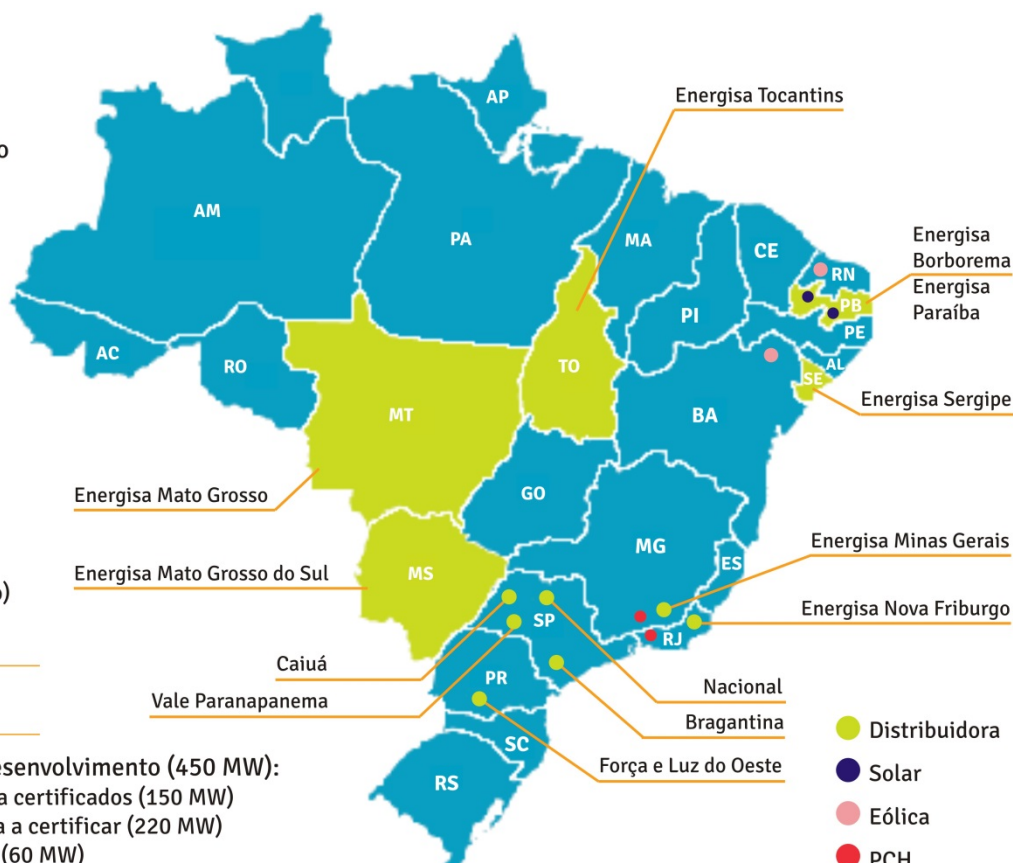 o
AP
Energisa Tocantins
AM
PA
MA
CE
RN
Energisa
Borborema
Energisa
Paraíba
PI
PB
PE
AC
RO
TO
AL
SE
MT
BA
Energisa Sergipe
Energisa Mato Grosso
GO
MG
ES
Energisa Minas Gerais
Energisa Mato Grosso do Sul
MS
)
SP
RJ
Energisa Nova Friburgo
Caiuá
PR
Nacional
Vale Paranapanema
Bragantina
SC
Força e Luz do Oeste
RS
Distribuidora
Solar
Eólica
PCH
esenvolvimento (450 MW):
a certificados (150 MW)
a a certificar (220 MW)
(60 MW)